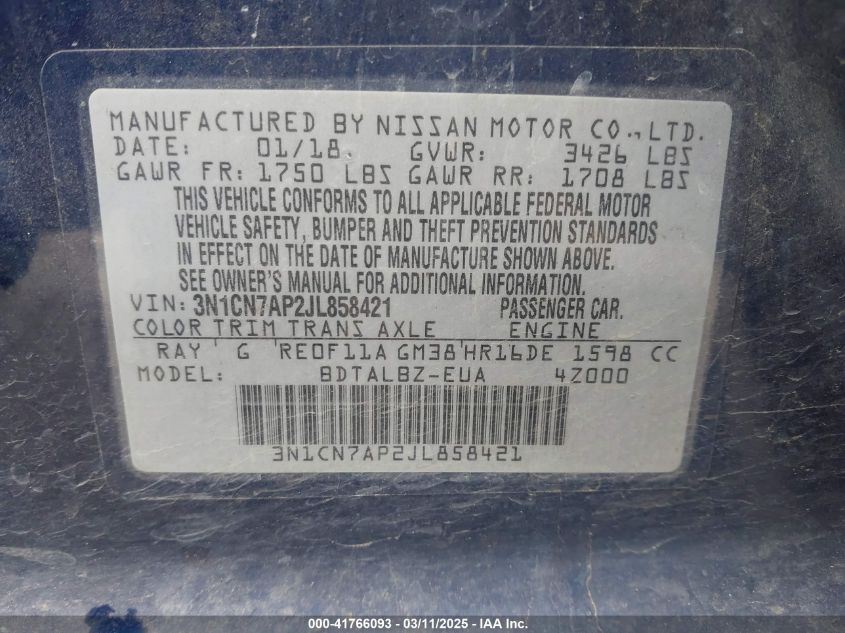 MANUFACTURED BY NISSAN MOTOR CO., LTD.
DATE: 01/18 GVWR: 3426 LBS
GAWR FR: 1750 LBS GAWR RR: 1708 LBS
THIS VEHICLE CONFORMS TO ALL APPLICABLE FEDERAL MOTOR
VEHICLE SAFETY, BUMPER AND THEFT PREVENTION STANDARDS
IN EFFECT ON THE DATE OF MANUFACTURE SHOWN ABOVE.
SEE OWNER'S MANUAL FOR ADDITIONAL INFORMATION.
VIN: 3N1CN7AP2JL858421 PASSENGER CAR.
COLOR TRIM TRANS AXLE ENGINE
RAY G RE0F11A GM38 HR16DE 1598 CC
MODEL: BDTALBZ-EUA 4Z000
3N1CN7AP2JL858421
000-41766093 - 03/11/2025 - IAA Inc.